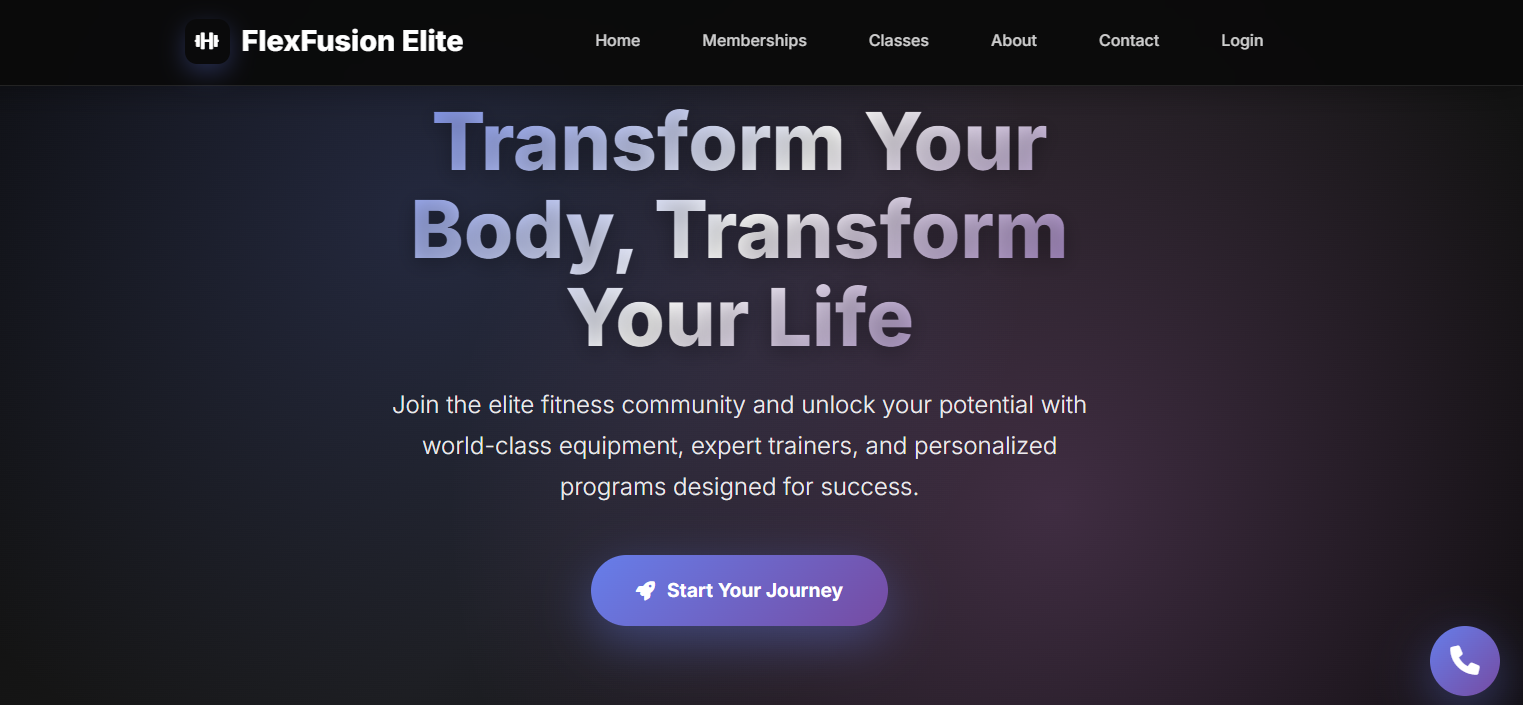 FlexFusion Elite
Home
Memberships
Classes
About
Contact
Login
Transform Your
Body, Transform
Your Life
Join the elite fitness community and unlock your potential with
world-class equipment, expert trainers, and personalized
programs designed for success.
Start Your Journey